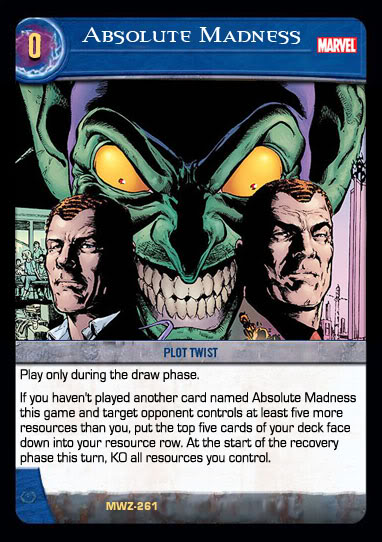 0
Absolute Madness
MARVEL
PLOT TWIST
Play only during the draw phase.
If you haven't played another card named Absolute Madness
this game and target opponent controls at least five more
resources than you, put the top five cards of your deck face
down into your resource row. At the start of the recovery
phase this turn, KO all resources you control.
MWZ-261